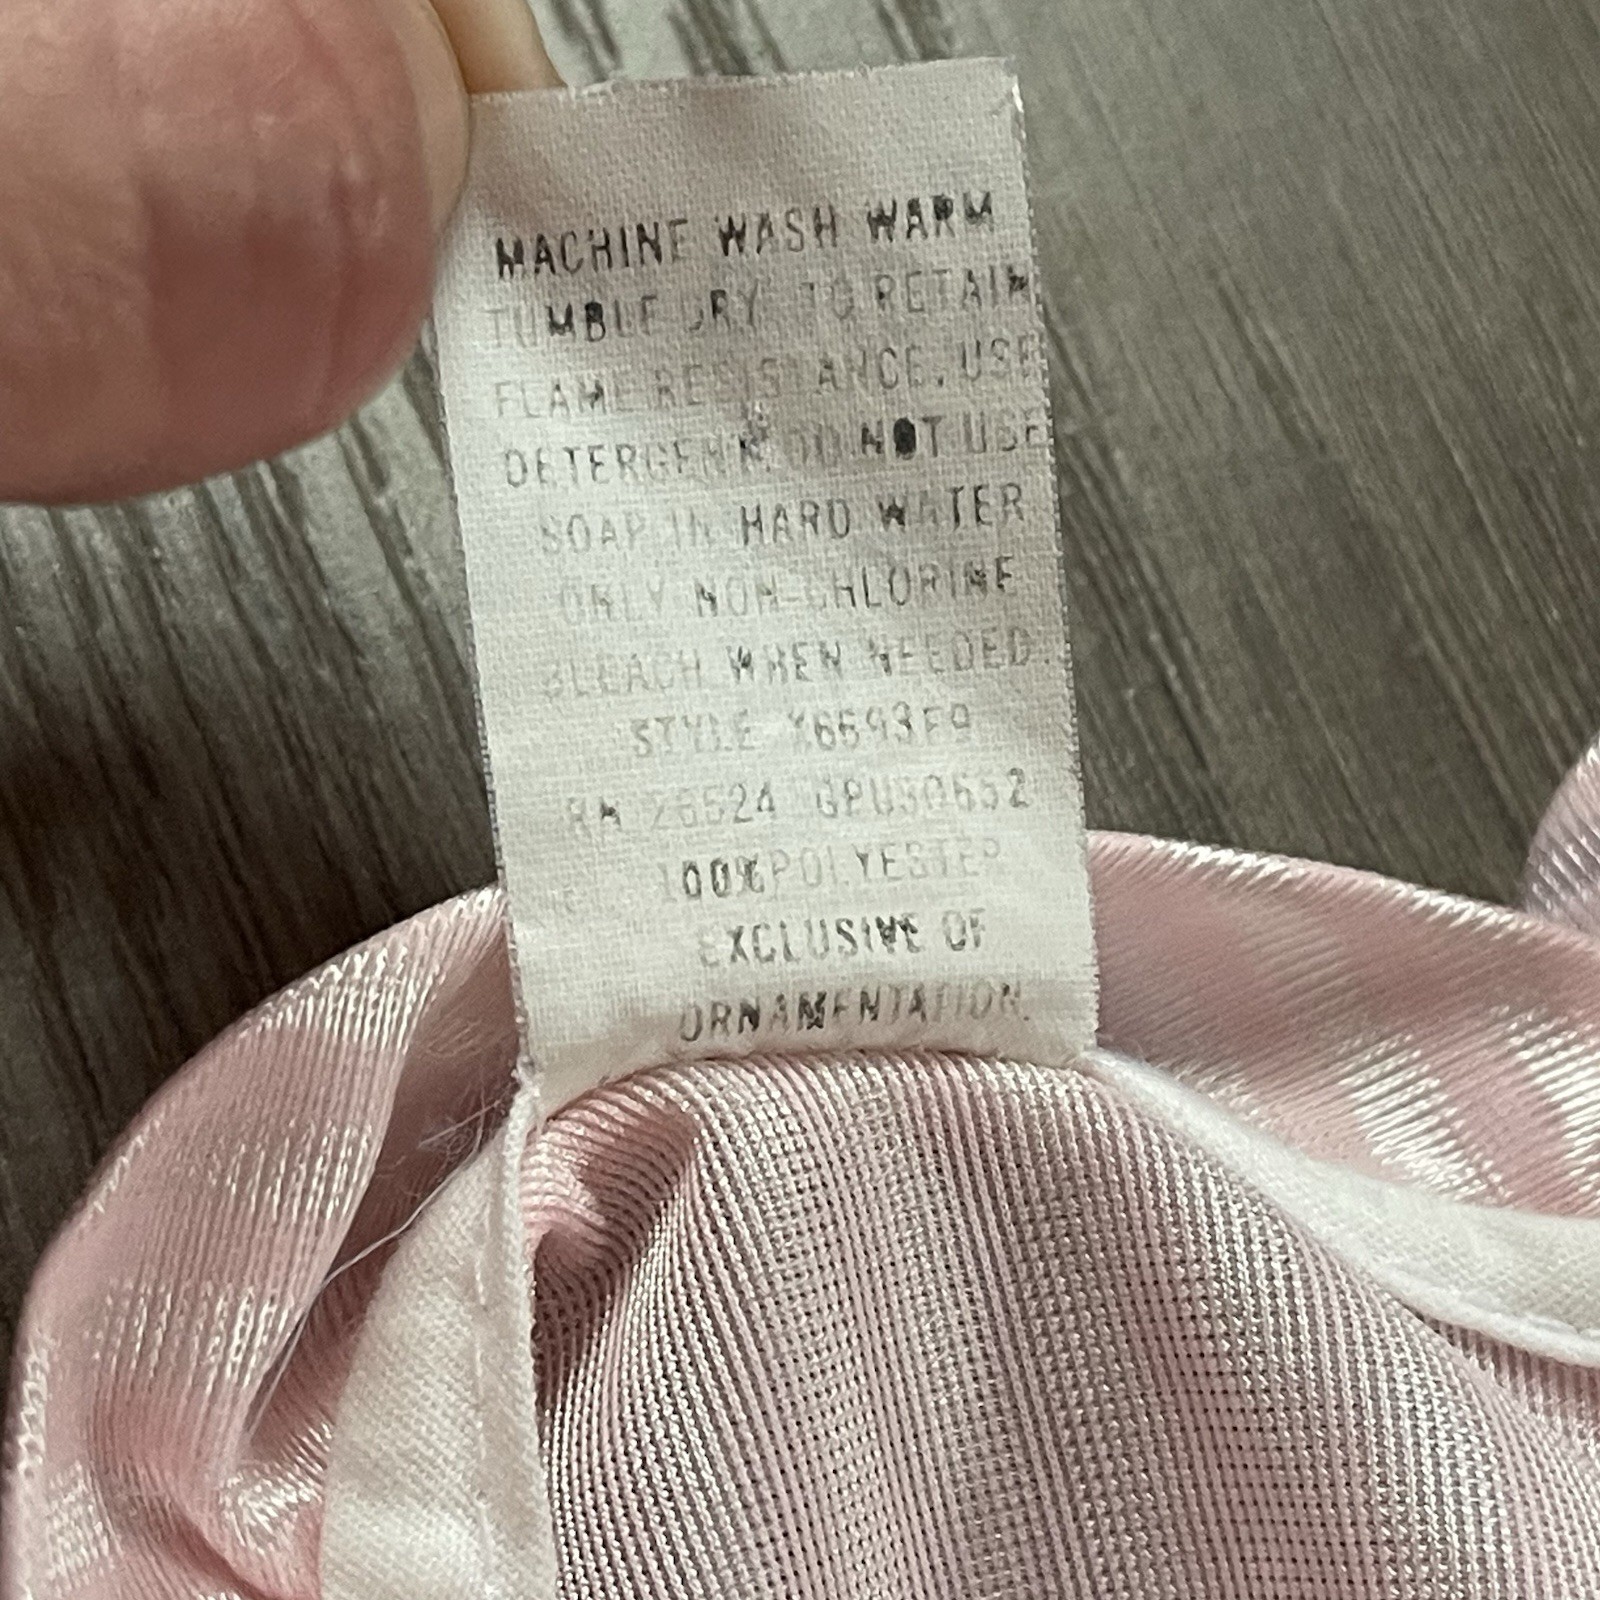 MACHINE WASH WARM
TUMBLE DRY TO RETAIN
FLAME RESISTANCE, USE
DETERGENT DO NOT USE
SOAP IN HARD WATER
ONLY NON-CHLORINE
BLEACH WHEN NEEDED.
STYLE
RN
100% POLYESTER
EXCLUSIVE OF
ORNAMENTATION.